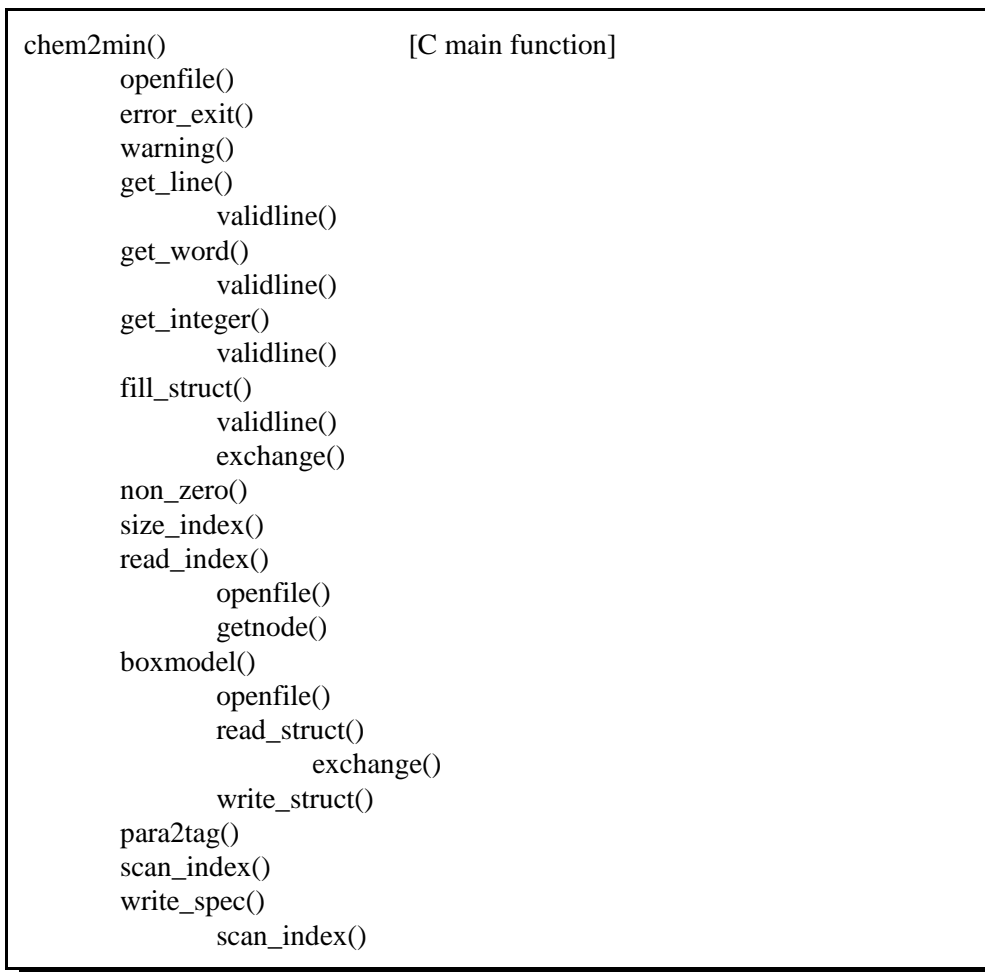 chem2min() [C main function]
openfile()
error_exit()
warning()
get_line()
validline()
get_word()
validline()
get_integer()
validline()
fill_struct()
validline()
exchange()
non_zero()
size_index()
read_index()
openfile()
getnode()
boxmodel()
openfile()
read_struct()
exchange()
write_struct()
para2tag()
scan_index()
write_spec()
scan_index()